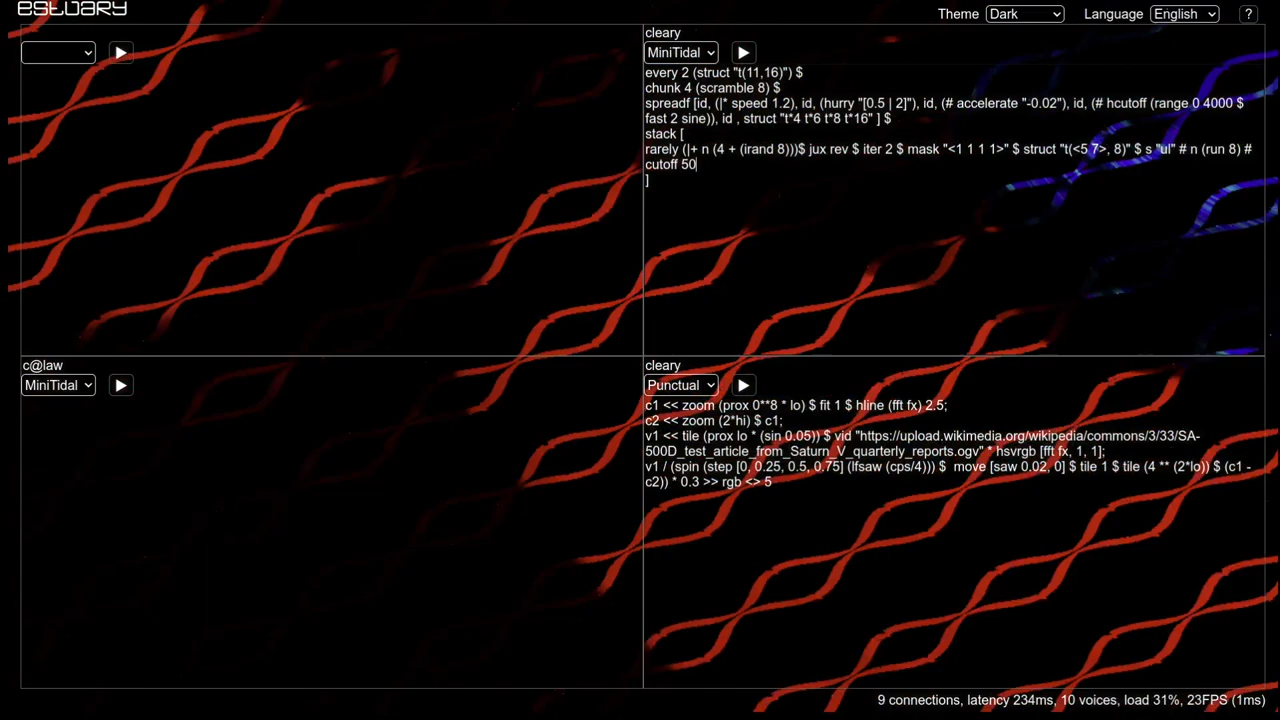 estuary
Theme Dark Language English ?
cleary
MiniTidal
every 2 (struct "t(11,16)") $
chunk 4 (scramble 8) $
spreadf [id, (|* speed 1.2), id, (hurry "[0.5 | 2]"), id, (# accelerate "-0.02"), id, (# hcutoff (range 0 4000 $
fast 2 sine)), id , struct "t*4 t*6 t*8 t*16" ] $
stack [
rarely (|+ n (4 + (irand 8)))$ jux rev $ iter 2 $ mask "<1 1 1 1>" $ struct "t(<5 7>, 8)" $ s "ul" # n (run 8) #
cutoff 50
]
c@law
MiniTidal
cleary
Punctual
c1 << zoom (prox 0**8 * lo) $ fit 1 $ hline (fft fx) 2.5;
c2 << zoom (2*hi) $ c1;
v1 << tile (prox lo * (sin 0.05)) $ vid "https://upload.wikimedia.org/wikipedia/commons/3/33/SA-
500D_test_article_from_Saturn_V_quarterly_reports.ogv" * hsvrgb [fft fx, 1, 1];
v1 / (spin (step [0, 0.25, 0.5, 0.75] (lfsaw (cps/4))) $  move [saw 0.02, 0] $ tile 1 $ tile (4 ** (2*lo)) $ (c1 -
c2)) * 0.3 >> rgb <> 5
9 connections, latency 234ms, 10 voices, load 31%, 23FPS (1ms)